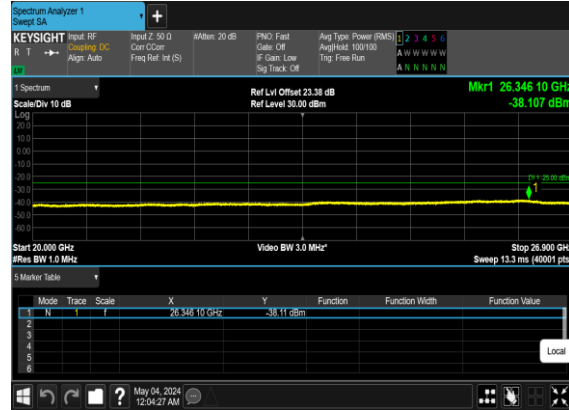 Spectrum Analyzer 1
Swept SA
+
KEYSIGHT Input: RF Input Z: 50 Ω #Atten: 20 dB PNO: Fast Avg Type: Power (RMS) 1 2 3 4 5 6
R T Coupling: DC Corr CCorr Gate: Off Avg|Hold: 100/100 A W W W W W
Align: Auto Freq Ref: Int (S) IF Gain: Low Trig: Free Run
LXI Sig Track: Off A N N N N N
1 Spectrum Ref Lvl Offset 23.38 dB Mkr1 26.346 10 GHz
Scale/Div 10 dB Ref Level 30.00 dBm -38.107 dBm
Log
20.0
10.0
0.00
-10.0
-20.0
DL1 -25.00 dBm
-30.0
1
-40.0
-50.0
-60.0
Start 20.000 GHz Video BW 3.0 MHz* Stop 26.900 GHz
#Res BW 1.0 MHz Sweep 13.3 ms (40001 pts
5 Marker Table
Mode Trace Scale X Y Function Function Width Function Value
1 N 1 f 26.346 10 GHz -38.11 dBm
2
3
4
5
6
Local
? May 04, 2024
12:04:27 AM